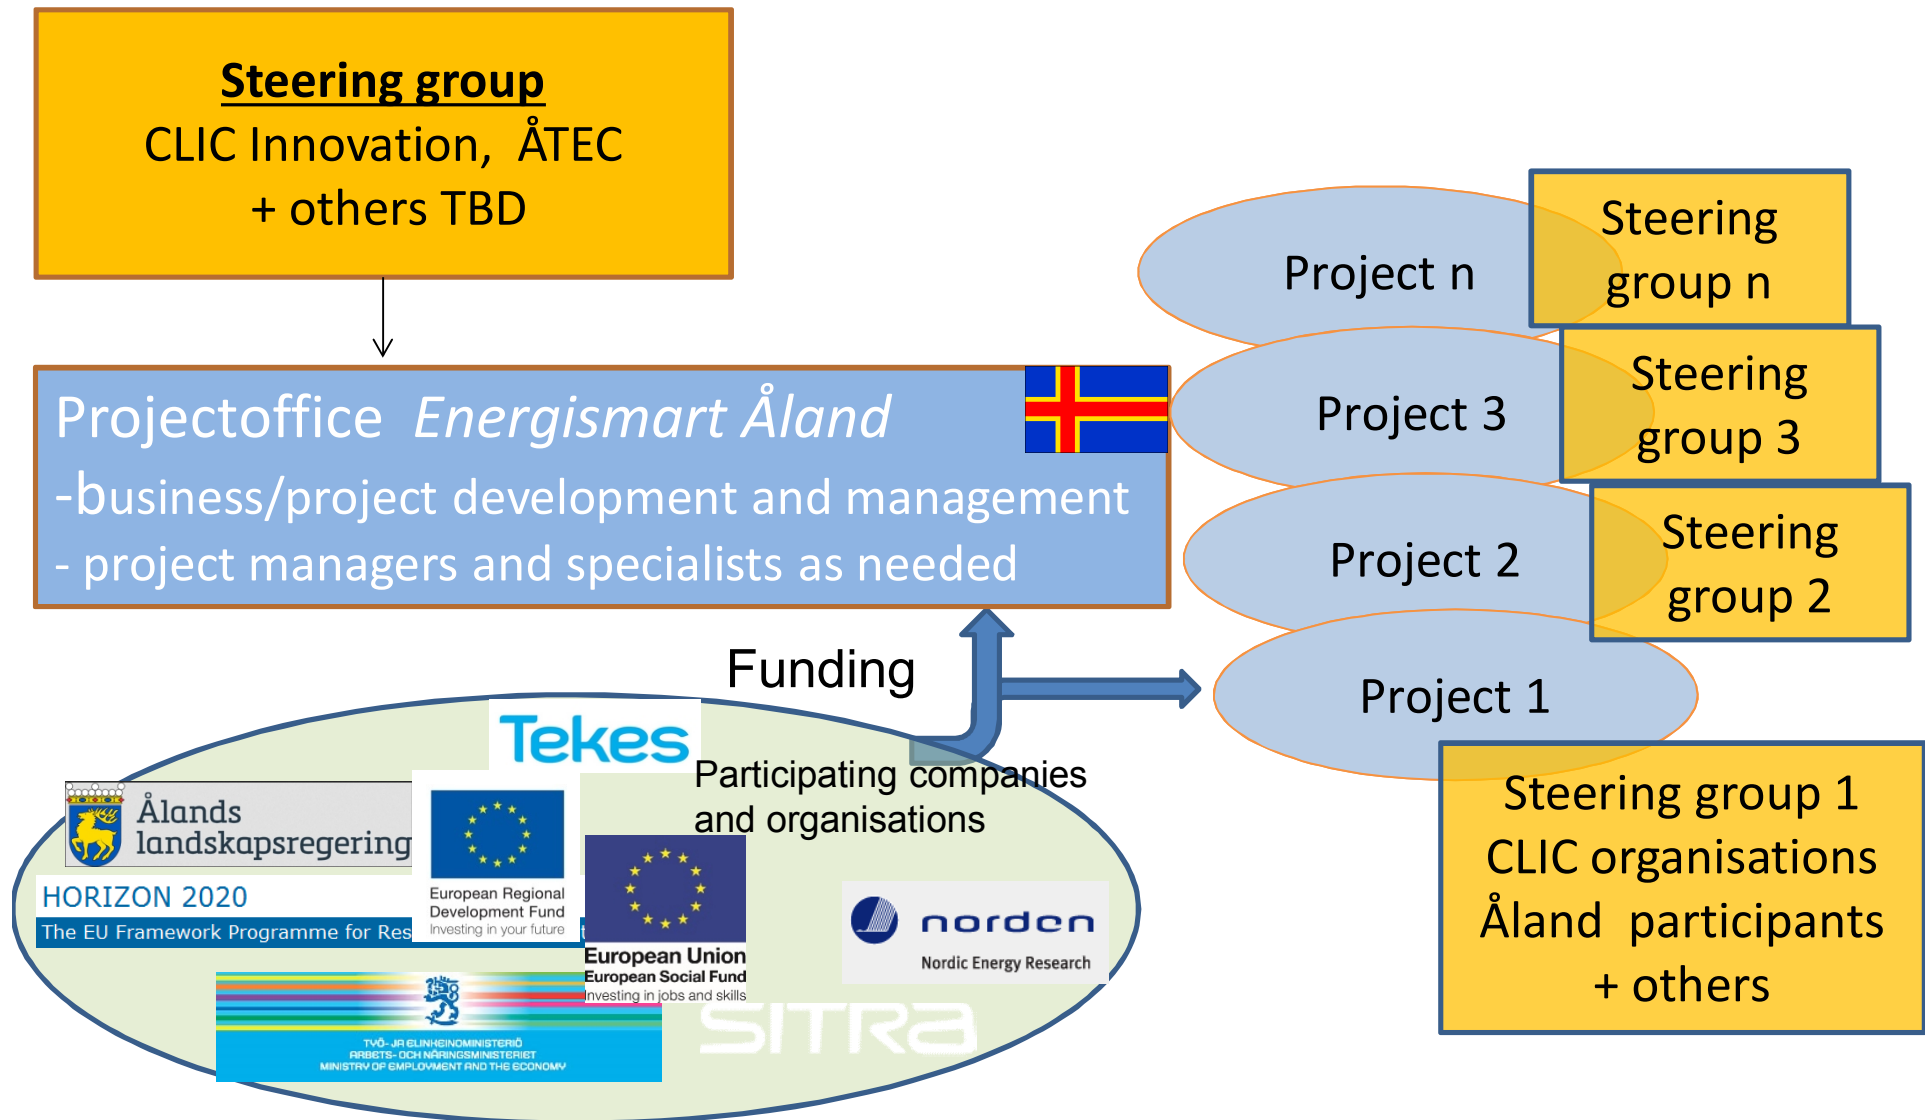 Steering group
CLIC Innovation, ÅTEC
+ others TBD
Projectoffice Energismart Åland
-business/project development and management
- project managers and specialists as needed
Project n
Steering
group n
Project 3
Steering
group 3
Project 2
Steering
group 2
Project 1
Steering group 1
CLIC organisations
Åland participants
+ others
Funding
Tekes
Participating companies
and organisations
Ålands
landskapsregering
HORIZON 2020
The EU Framework Programme for Res
European Regional
Development Fund
Investing in your future
European Union
European Social Fund
Investing in jobs and skills
norden
Nordic Energy Research
SITRA
TYÖ- JA ELINKEINOMINISTERIÖ
ARBETS- OCH NÄRINGSMINISTERIET
MINISTRY OF EMPLOYMENT AND THE ECONOMY